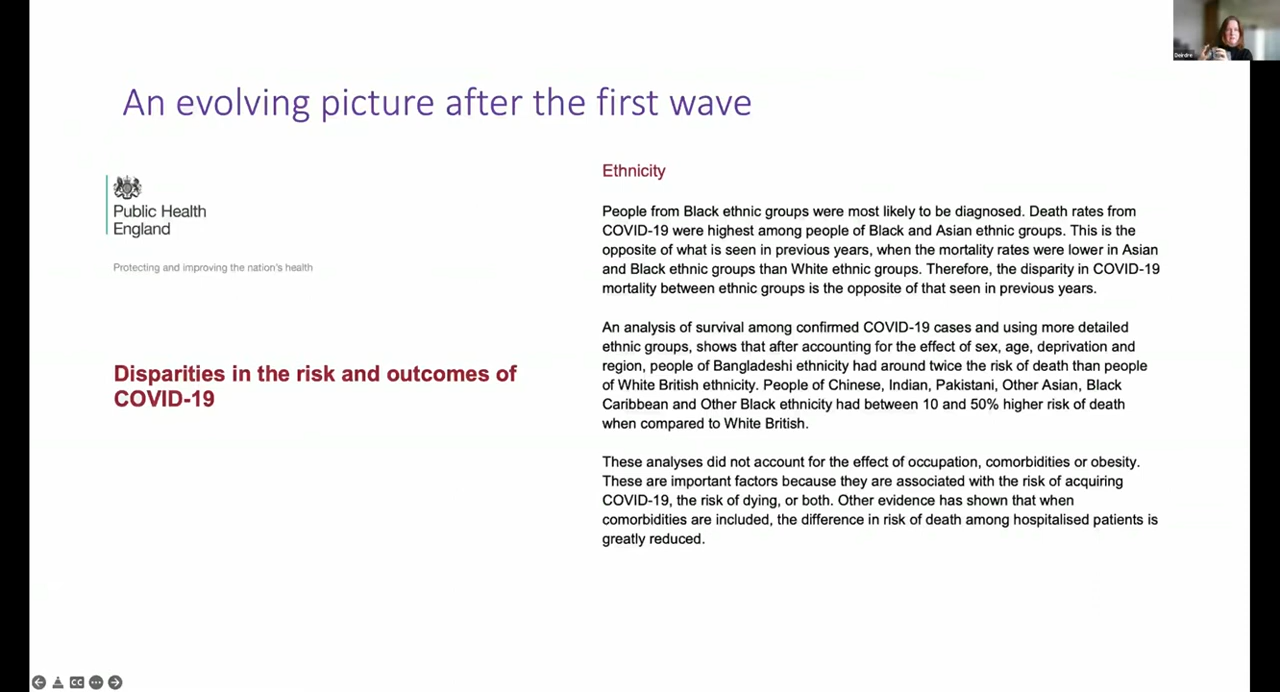 Deirdre
An evolving picture after the first wave
Public Health
England
Protecting and improving the nation's health
Disparities in the risk and outcomes of
COVID-19
Ethnicity
People from Black ethnic groups were most likely to be diagnosed. Death rates from
COVID-19 were highest among people of Black and Asian ethnic groups. This is the
opposite of what is seen in previous years, when the mortality rates were lower in Asian
and Black ethnic groups than White ethnic groups. Therefore, the disparity in COVID-19
mortality between ethnic groups is the opposite of that seen in previous years.
An analysis of survival among confirmed COVID-19 cases and using more detailed
ethnic groups, shows that after accounting for the effect of sex, age, deprivation and
region, people of Bangladeshi ethnicity had around twice the risk of death than people
of White British ethnicity. People of Chinese, Indian, Pakistani, Other Asian, Black
Caribbean and Other Black ethnicity had between 10 and 50% higher risk of death
when compared to White British.
These analyses did not account for the effect of occupation, comorbidities or obesity.
These are important factors because they are associated with the risk of acquiring
COVID-19, the risk of dying, or both. Other evidence has shown that when
comorbidities are included, the difference in risk of death among hospitalised patients is
greatly reduced.
CC